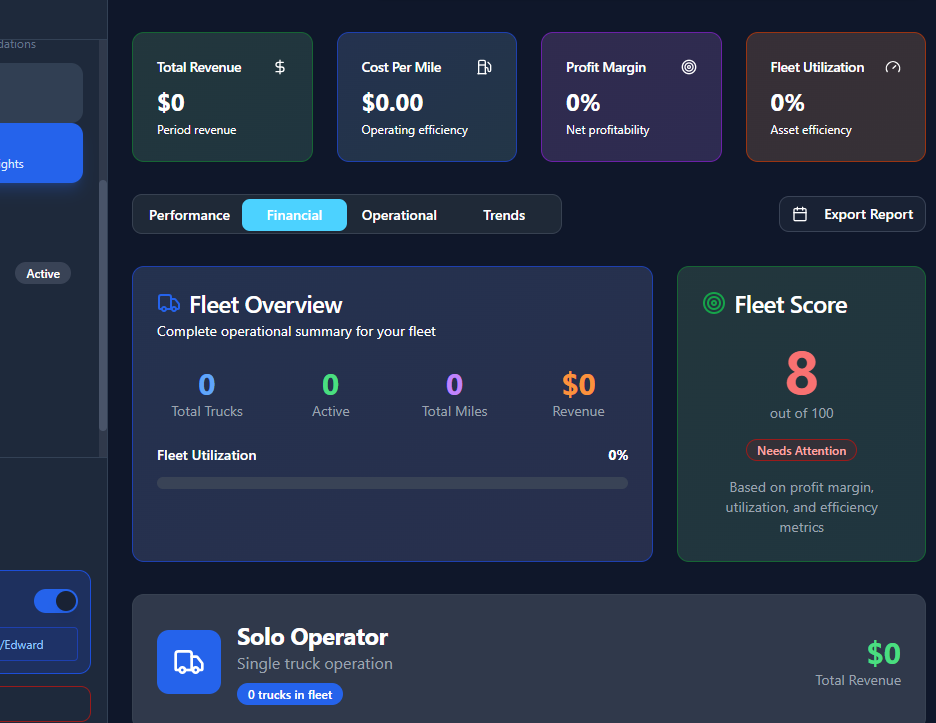 dations
ights
Active
/Edward
Total Revenue
$0
Period revenue
Cost Per Mile
$0.00
Operating efficiency
Profit Margin
0%
Net profitability
Fleet Utilization
0%
Asset efficiency
Performance Financial Operational Trends
Export Report
Fleet Overview
Complete operational summary for your fleet
0 0 0 $0
Total Trucks Active Total Miles Revenue
Fleet Utilization 0%
Fleet Score
8
out of 100
Needs Attention
Based on profit margin,
utilization, and efficiency
metrics
Solo Operator
Single truck operation
0 trucks in fleet
$0
Total Revenue